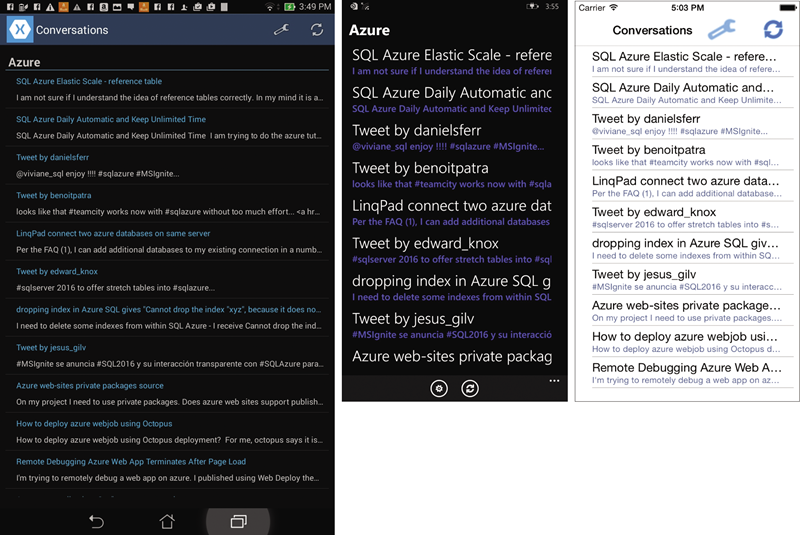 3:49 PM
Conversations
Azure
SQL Azure Elastic Scale - reference table
I am not sure if I understand the idea of reference tables correctly. In my mind it is a...
SQL Azure Daily Automatic and Keep Unlimited Time
SQL Azure Daily Automatic and Keep Unlimited Time  I am trying to do the azure tut...
Tweet by danielsferr
@viviane_sql enjoy !!!! #sqlazure #MSIgnite...
Tweet by benoitpatra
looks like that #teamcity works now with #sqlazure without too much effort... <a hr...
LinqPad connect two azure databases on same server
Per the FAQ (1), I can add additional databases to my existing connection in a numb...
Tweet by edward_knox
#sqlserver 2016 to offer stretch tables into #sqlazure...
dropping index in Azure SQL gives "Cannot drop the index "xyz", because it does no...
I need to delete some indexes from within SQL Azure - I receive Cannot drop the ind...
Tweet by jesus_gilv
#MSIgnite se anuncia #SQL2016 y su interacción transparente con #SQLAzure para...
Azure web-sites private packages source
On my project I need to use private packages. Does azure web sites support publish...
How to deploy azure webjob using Octopus
How to deploy azure webjob using Octopus deployment?  For me, octopus says it is...
Remote Debugging Azure Web App Terminates After Page Load
I'm trying to remotely debug a web app on azure. I published using Web Deploy the...
3:55
Azure
SQL Azure Elastic Scale - refere
I am not sure if I understand the idea of referen
SQL Azure Daily Automatic and
SQL Azure Daily Automatic and Keep Unlimited
Tweet by danielsferr
@viviane_sql enjoy !!!! #sqlazure #MSIgnite...
Tweet by benoitpatra
looks like that #teamcity works now with #sqlaz
LinqPad connect two azure dat
Per the FAQ (1), I can add additional databases
Tweet by edward_knox
#sqlserver 2016 to offer stretch tables into #sql
dropping index in Azure SQL g
I need to delete some indexes from within SQL
Tweet by jesus_gilv
#MSIgnite se anuncia #SQL2016 y su interacció
Azure web-sites private packag
...
Carrier
5:03 PM
Conversations
SQL Azure Elastic Scale - refere...
I am not sure if I understand the idea of refere...
SQL Azure Daily Automatic and...
SQL Azure Daily Automatic and Keep Unlimite...
Tweet by danielsferr
@viviane_sql enjoy !!!! #sqlazure #MSIgnite...
Tweet by benoitpatra
looks like that #teamcity works now with #sql...
LinqPad connect two azure data...
Per the FAQ (1), I can add additional databas...
Tweet by edward_knox
#sqlserver 2016 to offer stretch tables into #s...
dropping index in Azure SQL giv...
I need to delete some indexes from within SQ...
Tweet by jesus_gilv
#MSIgnite se anuncia #SQL2016 y su interacc...
Azure web-sites private package...
On my project I need to use private packages....
How to deploy azure webjob usi...
How to deploy azure webjob using Octopus d...
Remote Debugging Azure Web A...
I'm trying to remotely debug a web app on az...